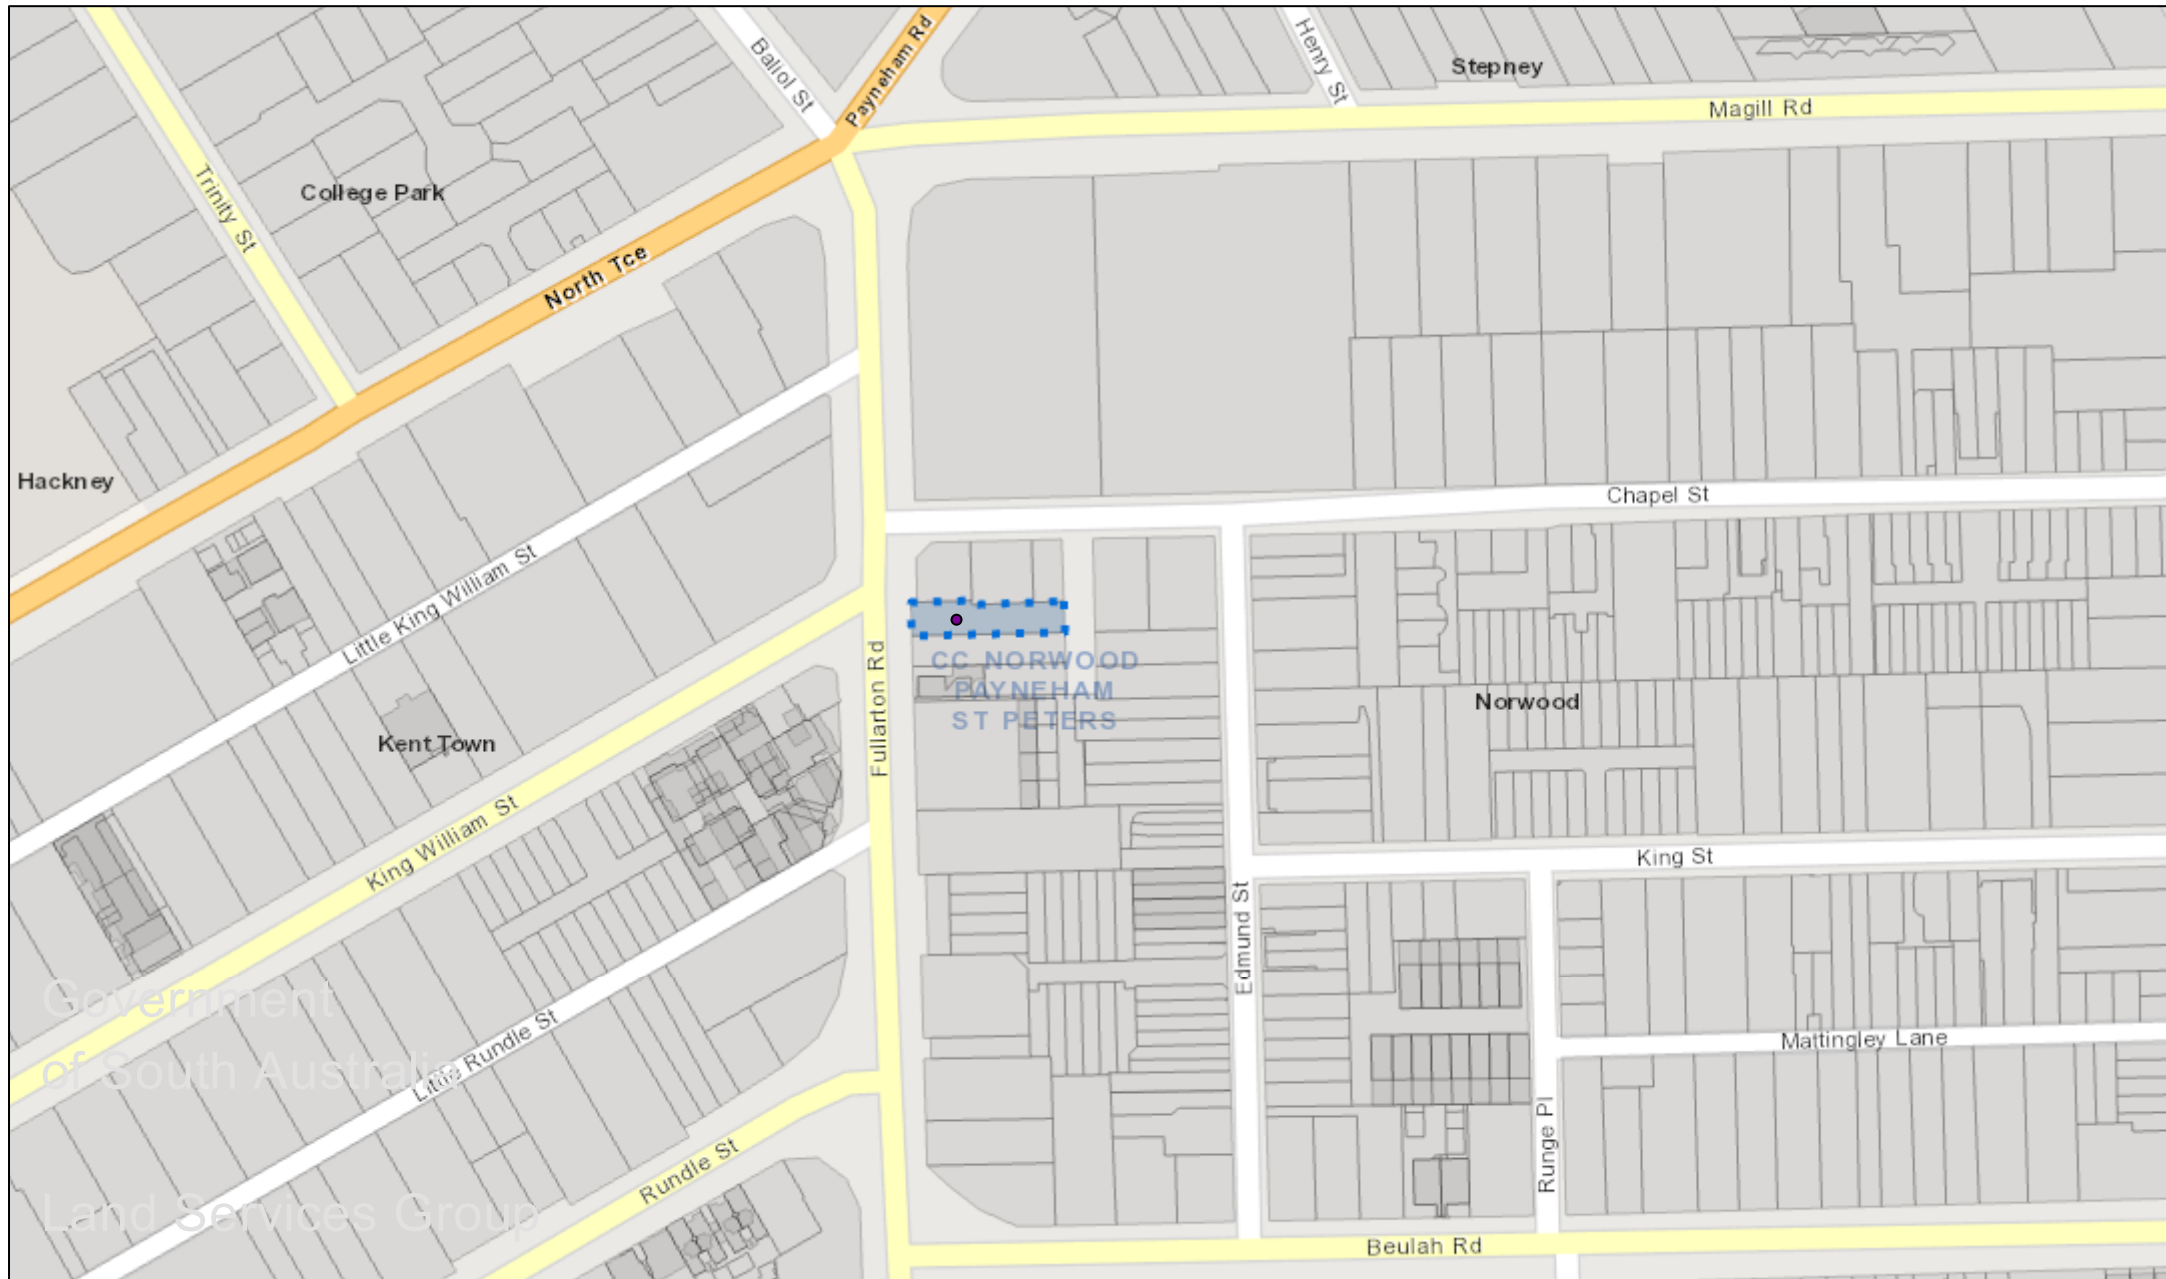 Baliol St
Payneham Rd
Henry St
Stepney
Magill Rd
Trinity St
College Park
North Tce
Hackney
Chapel St
Little King William St
Fullarton Rd
CC NORWOOD
PAYNEHAM
ST PETERS
Norwood
Kent Town
King William St
King St
Edmund St
Government
of South Australia
Little Rundle St
Mattingley Lane
Runge Pl
Rundle St
Land Services Group
Beulah Rd